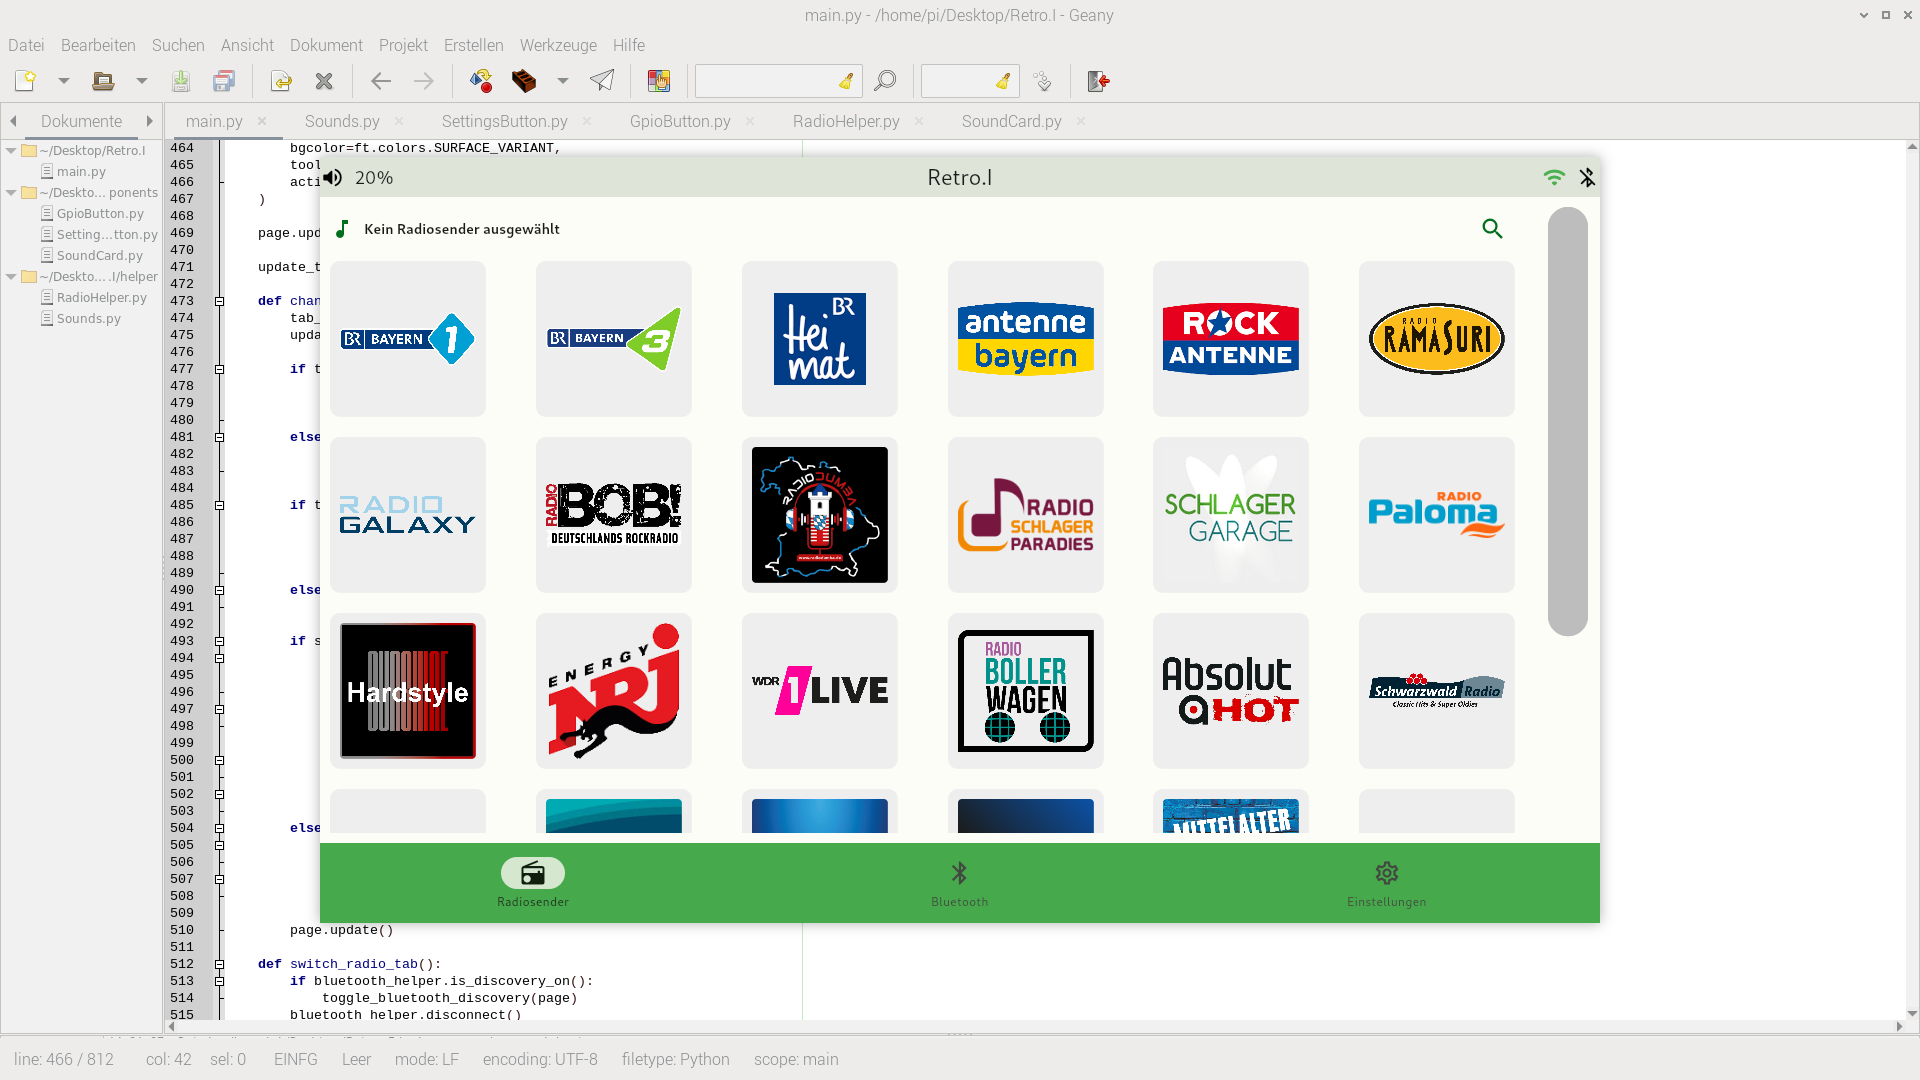 main.py - /home/pi/Desktop/Retro.I - Geany
Datei Bearbeiten Suchen Ansicht Dokument Projekt Erstellen Werkzeuge Hilfe
Dokumente
main.py
Sounds.py
SettingsButton.py
GpioButton.py
RadioHelper.py
SoundCard.py
~/Desktop/Retro.I
main.py
~/Deskto... ponents
GpioButton.py
Setting...tton.py
SoundCard.py
~/Deskto... .I/helper
RadioHelper.py
Sounds.py
464 bgcolor=ft.colors.SURFACE_VARIANT,
465 tool
466 acti
467 )
468
469 page.upd
470
471 update_t
472
473 def chan
474 tab_
475 upda
476
477 if t
478
479
480
481 else
482
483
484
485 if t
486
487
488
489
490 else
491
492
493 if s
494
495
496
497
498
499
500
501
502
503
504 else
505
506
507
508
509
510 page.update()
511
512 def switch_radio_tab():
513 if bluetooth_helper.is_discovery_on():
514 toggle_bluetooth_discovery(page)
515 bluetooth_helper.disconnect()
20%
Retro.I
Kein Radiosender ausgewählt
BR BAYERN 1
BR BAYERN 3
BR
Hei
mat
antenne
bayern
ROCK
ANTENNE
RADIO
RAMASURI
RADIO
GALAXY
RADIO
BOB!
DEUTSCHLANDS ROCKRADIO
RADIO DUMBA
www.radiodumba.de
RADIO
SCHLAGER
PARADIES
SCHLAGER
GARAGE
RADIO
Paloma
Hardstyle
ENERGY
NRJ
WDR 1LIVE
RADIO
BOLLER
WAGEN
Absolut
HOT
Schwarzwald Radio
Classic Hits & Super Oldies
MITTELALTER
Radiosender
Bluetooth
Einstellungen
line: 466 / 812 col: 42 sel: 0 EINFG Leer mode: LF encoding: UTF-8 filetype: Python scope: main